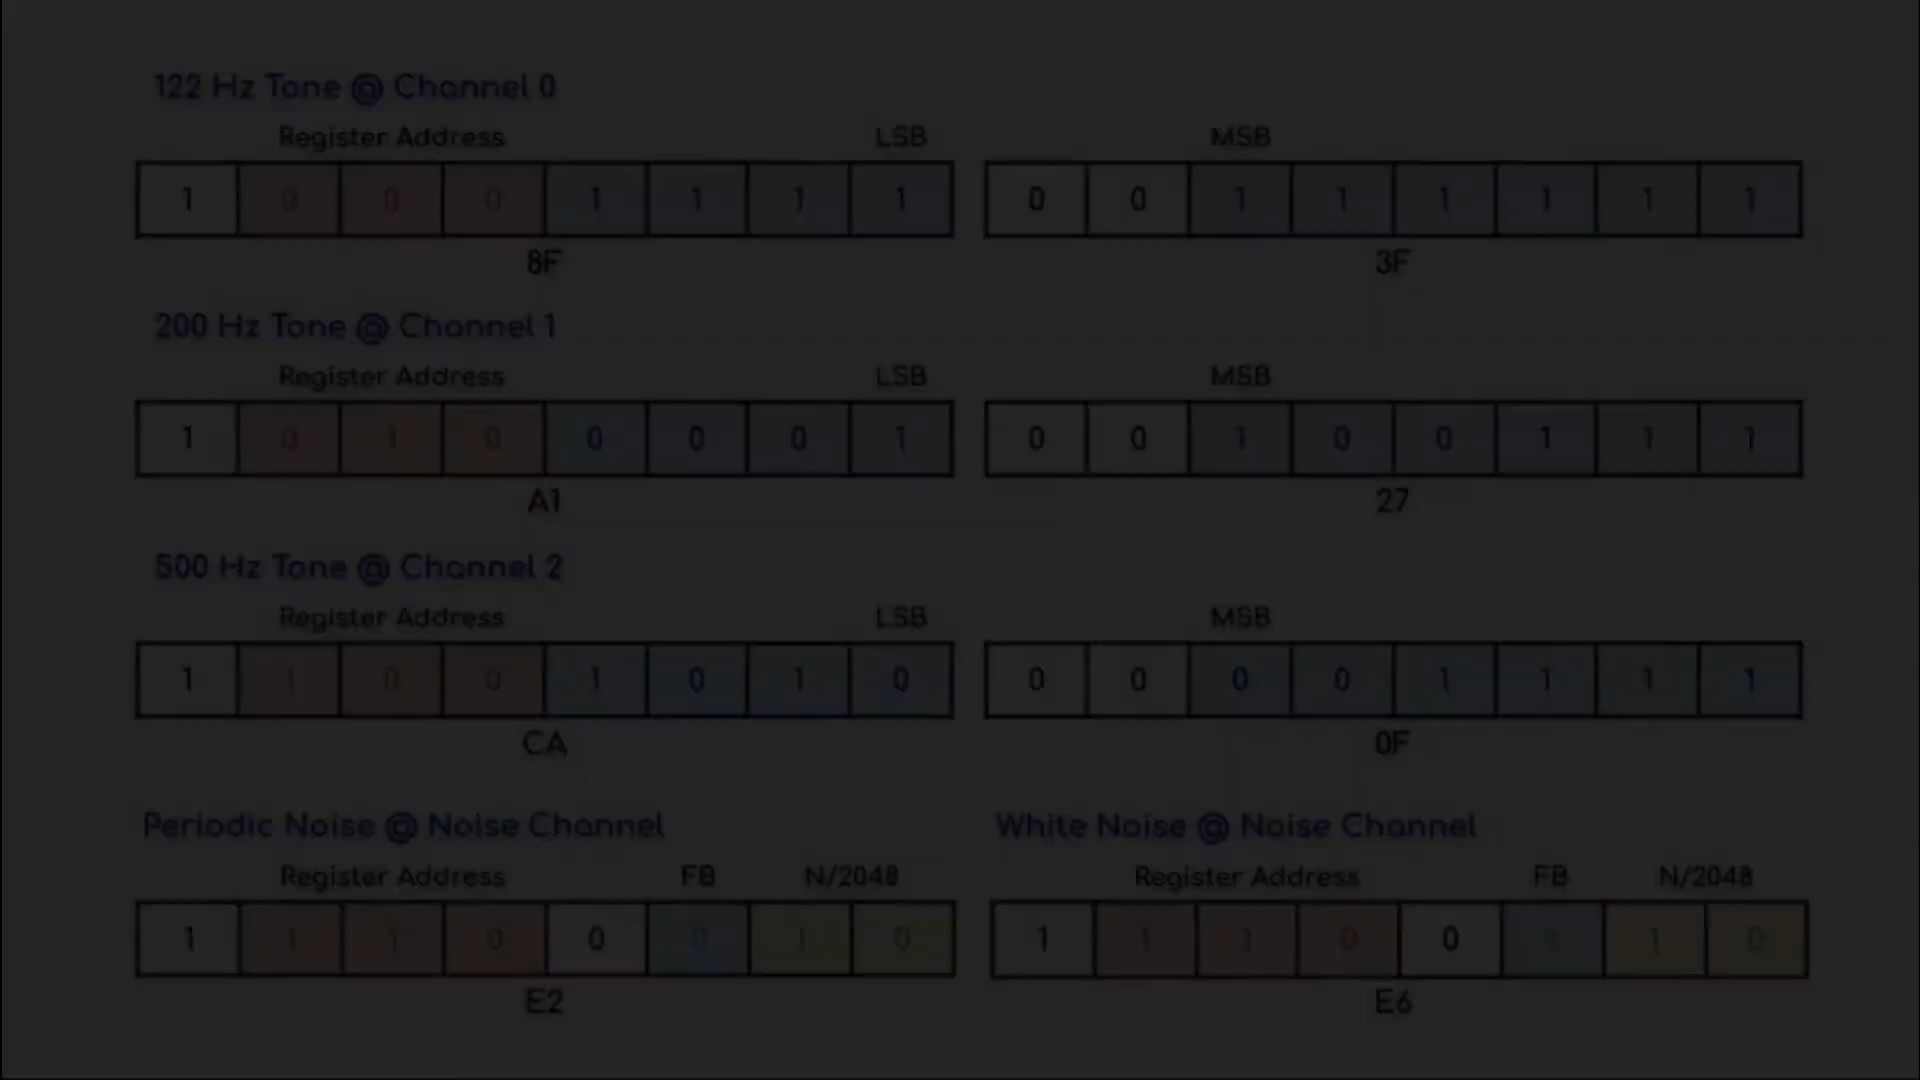 122 Hz Tone @ Channel 0
Register Address LSB MSB
1 0 0 0 1 1 1 1 0 0 1 1 1 1 1 1
8F 3F
200 Hz Tone @ Channel 1
Register Address LSB MSB
1 0 1 0 0 0 0 1 0 0 1 0 0 1 1 1
A1 27
500 Hz Tone @ Channel 2
Register Address LSB MSB
1 1 0 0 1 0 1 0 0 0 0 0 1 1 1 1
CA 0F
Periodic Noise @ Noise Channel White Noise @ Noise Channel
Register Address FB N/2048 Register Address FB N/2048
1 1 1 0 0 0 1 0 1 1 1 0 0 1 1 0
E2 E6